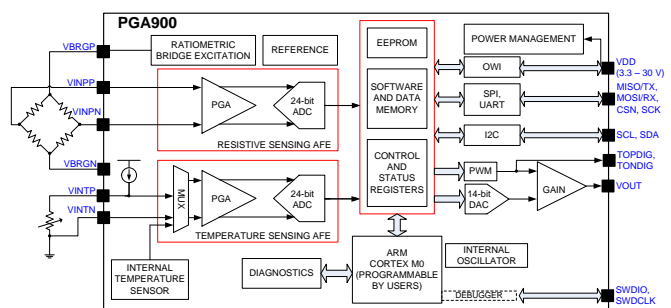 PGA900
VBRGP
RATIOMETRIC
BRIDGE EXCITATION
REFERENCE
EEPROM
POWER MANAGEMENT
VDD
(3.3 – 30 V)
OWI
VINPP
PGA
24-bit
ADC
SOFTWARE
AND DATA
MEMORY
SPI,
UART
MISO/TX,
MOSI/RX,
CSN, SCK
VINPN
RESISTIVE SENSING AFE
I2C
SCL, SDA
VBRGN
CONTROL
AND
STATUS
REGISTERS
TOPDIG,
TONDIG
PWM
VINTP
MUX
PGA
24-bit
ADC
14-bit
DAC
GAIN
VOUT
VINTN
TEMPERATURE SENSING AFE
INTERNAL
TEMPERATURE
SENSOR
DIAGNOSTICS
ARM
CORTEX M0
(PROGRAMMABLE
BY USERS)
INTERNAL
OSCILLATOR
DEBUGGER
SWDIO,
SWDCLK